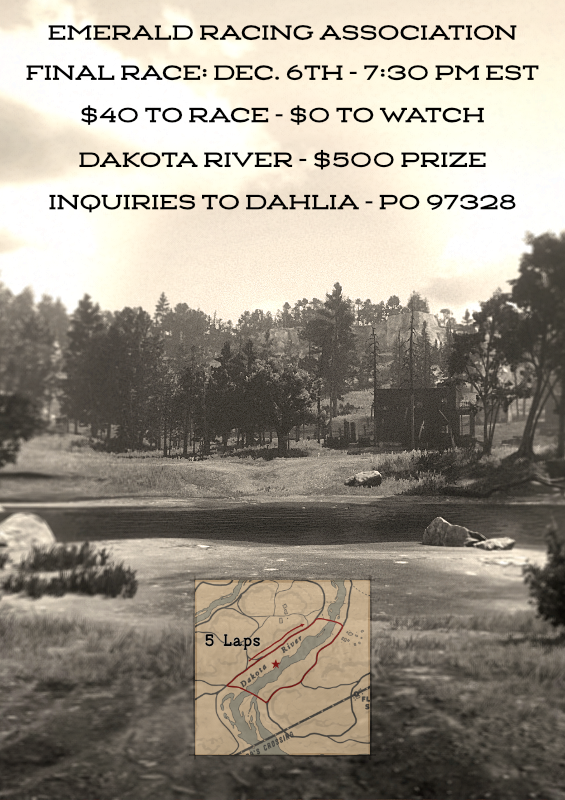 EMERALD RACING ASSOCIATION
FINAL RACE: DEC. 6TH - 7:30 PM EST
$40 TO RACE - $0 TO WATCH
DAKOTA RIVER - $500 PRIZE
INQUIRIES TO DAHLIA - PO 97328
5 Laps
Dakota River